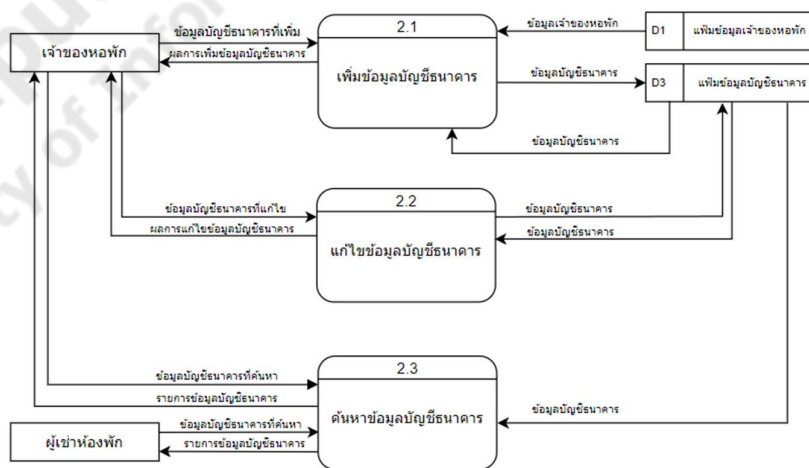 2.1
ข้อมูลบัญชีธนาคารที่เพิ่ม
ข้อมูลเจ้าของหอพัก
D1 แฟ้มข้อมูลเจ้าของหอพัก
เจ้าของหอพัก
ผลการเพิ่มข้อมูลบัญชีธนาคาร
เพิ่มข้อมูลบัญชีธนาคาร
ข้อมูลบัญชีธนาคาร
D3 แฟ้มข้อมูลบัญชีธนาคาร
ข้อมูลบัญชีธนาคาร
2.2
ข้อมูลบัญชีธนาคารที่แก้ไข
ข้อมูลบัญชีธนาคาร
ผลการแก้ไขข้อมูลบัญชีธนาคาร
ข้อมูลบัญชีธนาคาร
แก้ไขข้อมูลบัญชีธนาคาร
2.3
ข้อมูลบัญชีธนาคารที่ค้นหา
รายการข้อมูลบัญชีธนาคาร
ค้นหาข้อมูลบัญชีธนาคาร
ข้อมูลบัญชีธนาคาร
ผู้เช่าห้องพัก
ข้อมูลบัญชีธนาคารที่ค้นหา
รายการข้อมูลบัญชีธนาคาร